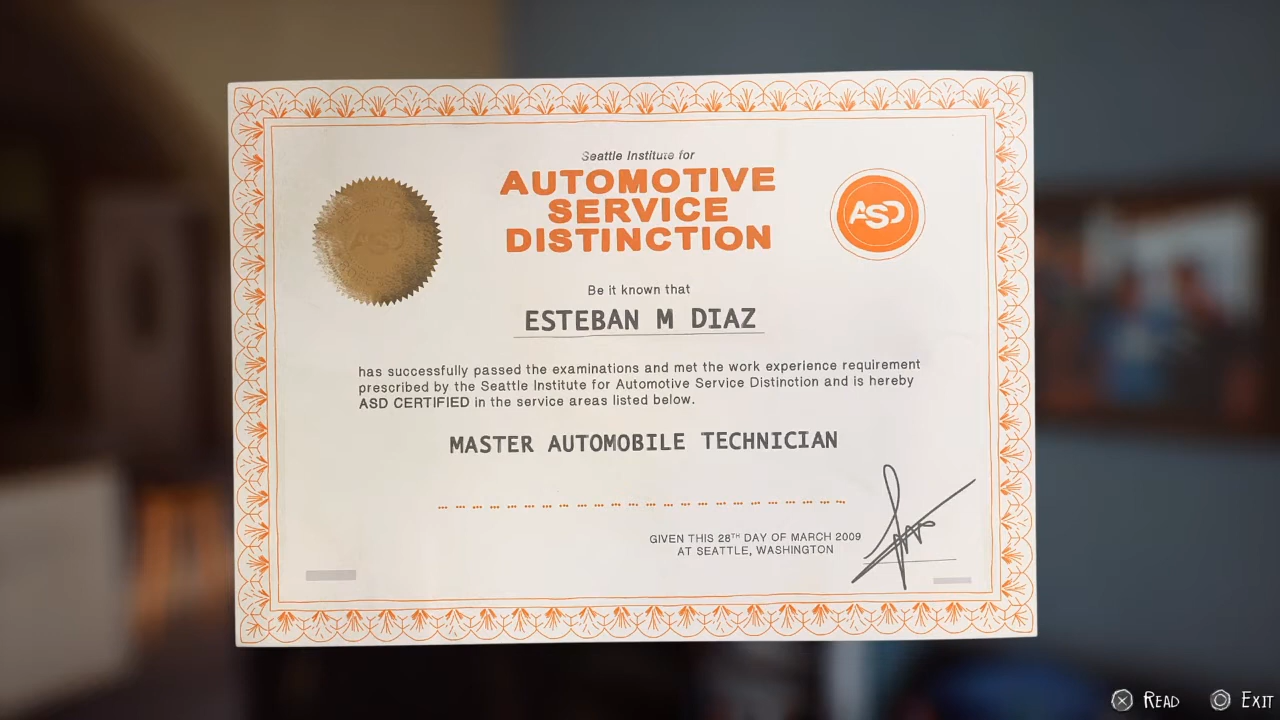 Seattle Institute for
AUTOMOTIVE
SERVICE
DISTINCTION
ASD
ASD
Be it known that
ESTEBAN M DIAZ
has successfully passed the examinations and met the work experience requirement
prescribed by the Seattle Institute for Automotive Service Distinction and is hereby
ASD CERTIFIED in the service areas listed below.
MASTER AUTOMOBILE TECHNICIAN
GIVEN THIS 28TH DAY OF MARCH 2009
AT SEATTLE, WASHINGTON
READ
EXIT